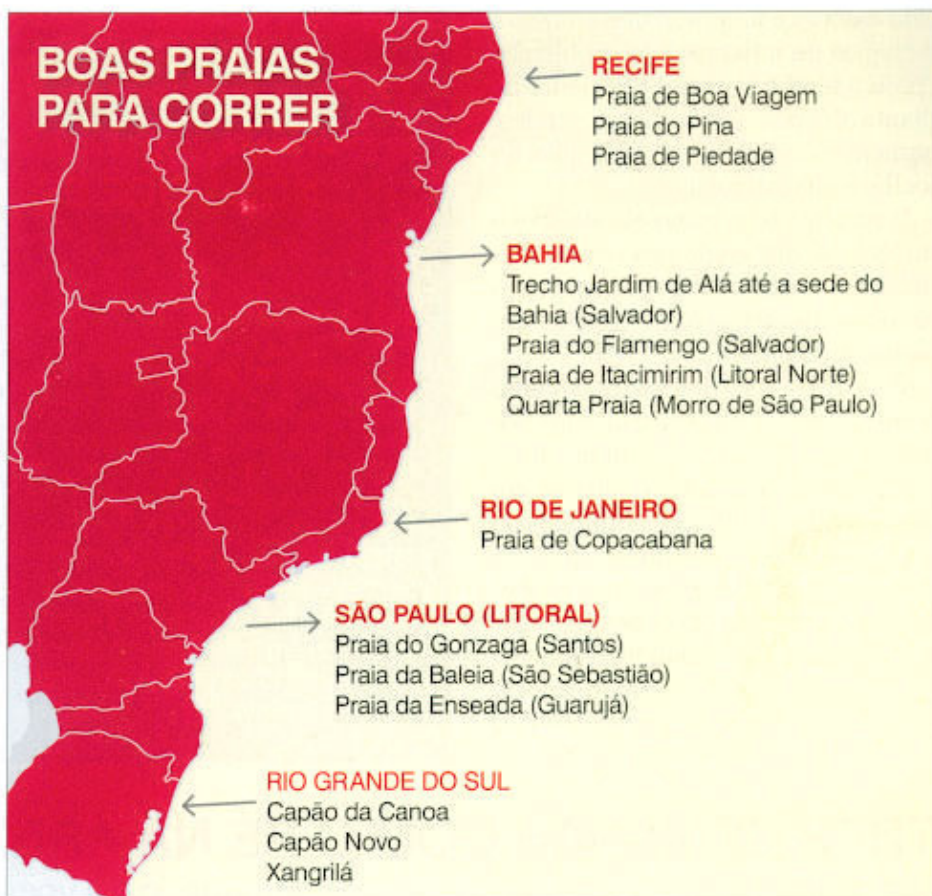 BOAS PRAIAS
PARA CORRER
RECIFE
Praia de Boa Viagem
Praia do Pina
Praia de Piedade
BAHIA
Trecho Jardim de Alá até a sede do
Bahia (Salvador)
Praia do Flamengo (Salvador)
Praia de Itacimirim (Litoral Norte)
Quarta Praia (Morro de São Paulo)
RIO DE JANEIRO
Praia de Copacabana
SÃO PAULO (LITORAL)
Praia do Gonzaga (Santos)
Praia da Baleia (São Sebastião)
Praia da Enseada (Guarujá)
RIO GRANDE DO SUL
Capão da Canoa
Capão Novo
Xangrilá